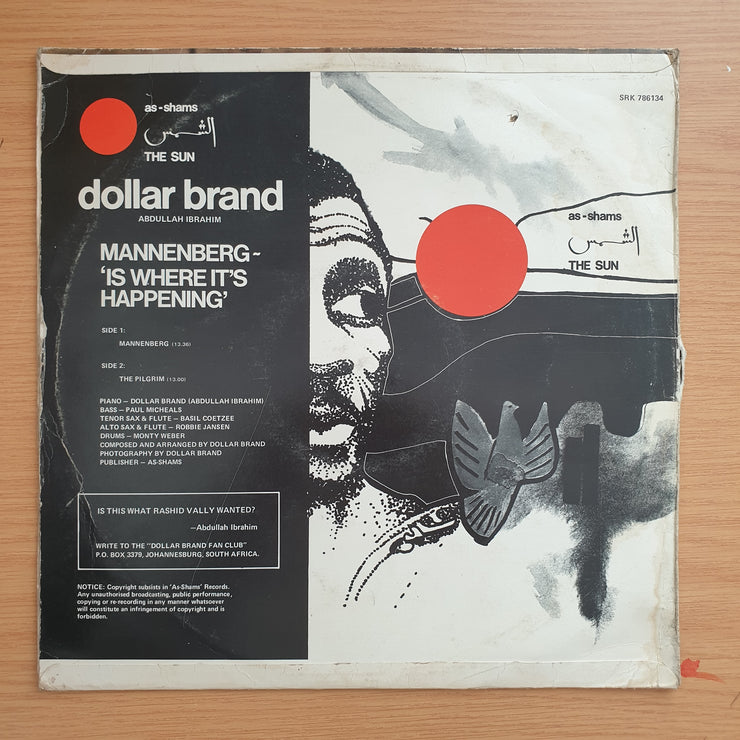 as-shams
الشمس
THE SUN
dollar brand
ABDULLAH IBRAHIM
MANNENBERG ~
‘IS WHERE IT’S
HAPPENING’
SIDE 1:
MANNENBERG (13.36)
SIDE 2:
THE PILGRIM (13.00)
PIANO – DOLLAR BRAND (ABDULLAH IBRAHIM)
BASS – PAUL MICHEALS
TENOR SAX & FLUTE – BASIL COETZEE
ALTO SAX & FLUTE – ROBBIE JANSEN
DRUMS – MONTY WEBER
COMPOSED AND ARRANGED BY DOLLAR BRAND
PHOTOGRAPHY BY DOLLAR BRAND
PUBLISHER – AS-SHAMS
IS THIS WHAT RASHID VALLY WANTED?
—Abdullah Ibrahim
WRITE TO THE "DOLLAR BRAND FAN CLUB"
P.O. BOX 3379, JOHANNESBURG, SOUTH AFRICA.
NOTICE: Copyright subsists in 'As-Shams' Records.
Any unauthorised broadcasting, public performance,
copying or re-recording in any manner whatsoever
will constitute an infringement of copyright and is
forbidden.
SRK 786134
as-shams
الشمس
THE SUN